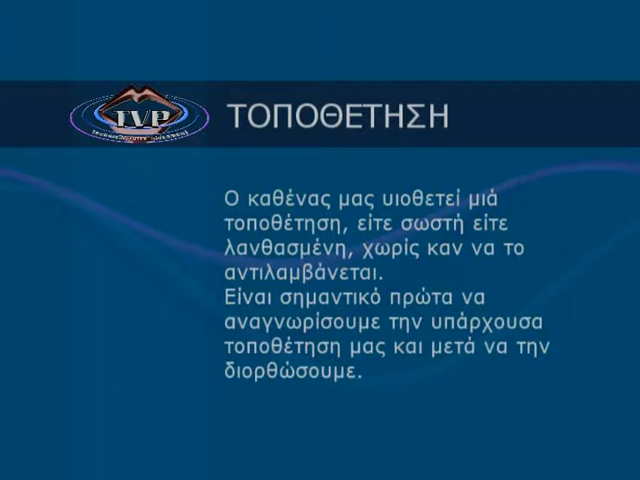 IVP
ΤΟΠΟΘΕΤΗΣΗ
Ο καθένας μας υιοθετεί μιά
τοποθέτηση, είτε σωστή είτε
λανθασμένη, χωρίς καν να το
αντιλαμβάνεται.
Είναι σημαντικό πρώτα να
αναγνωρίσουμε την υπάρχουσα
τοποθέτηση μας και μετά να την
διορθώσουμε.